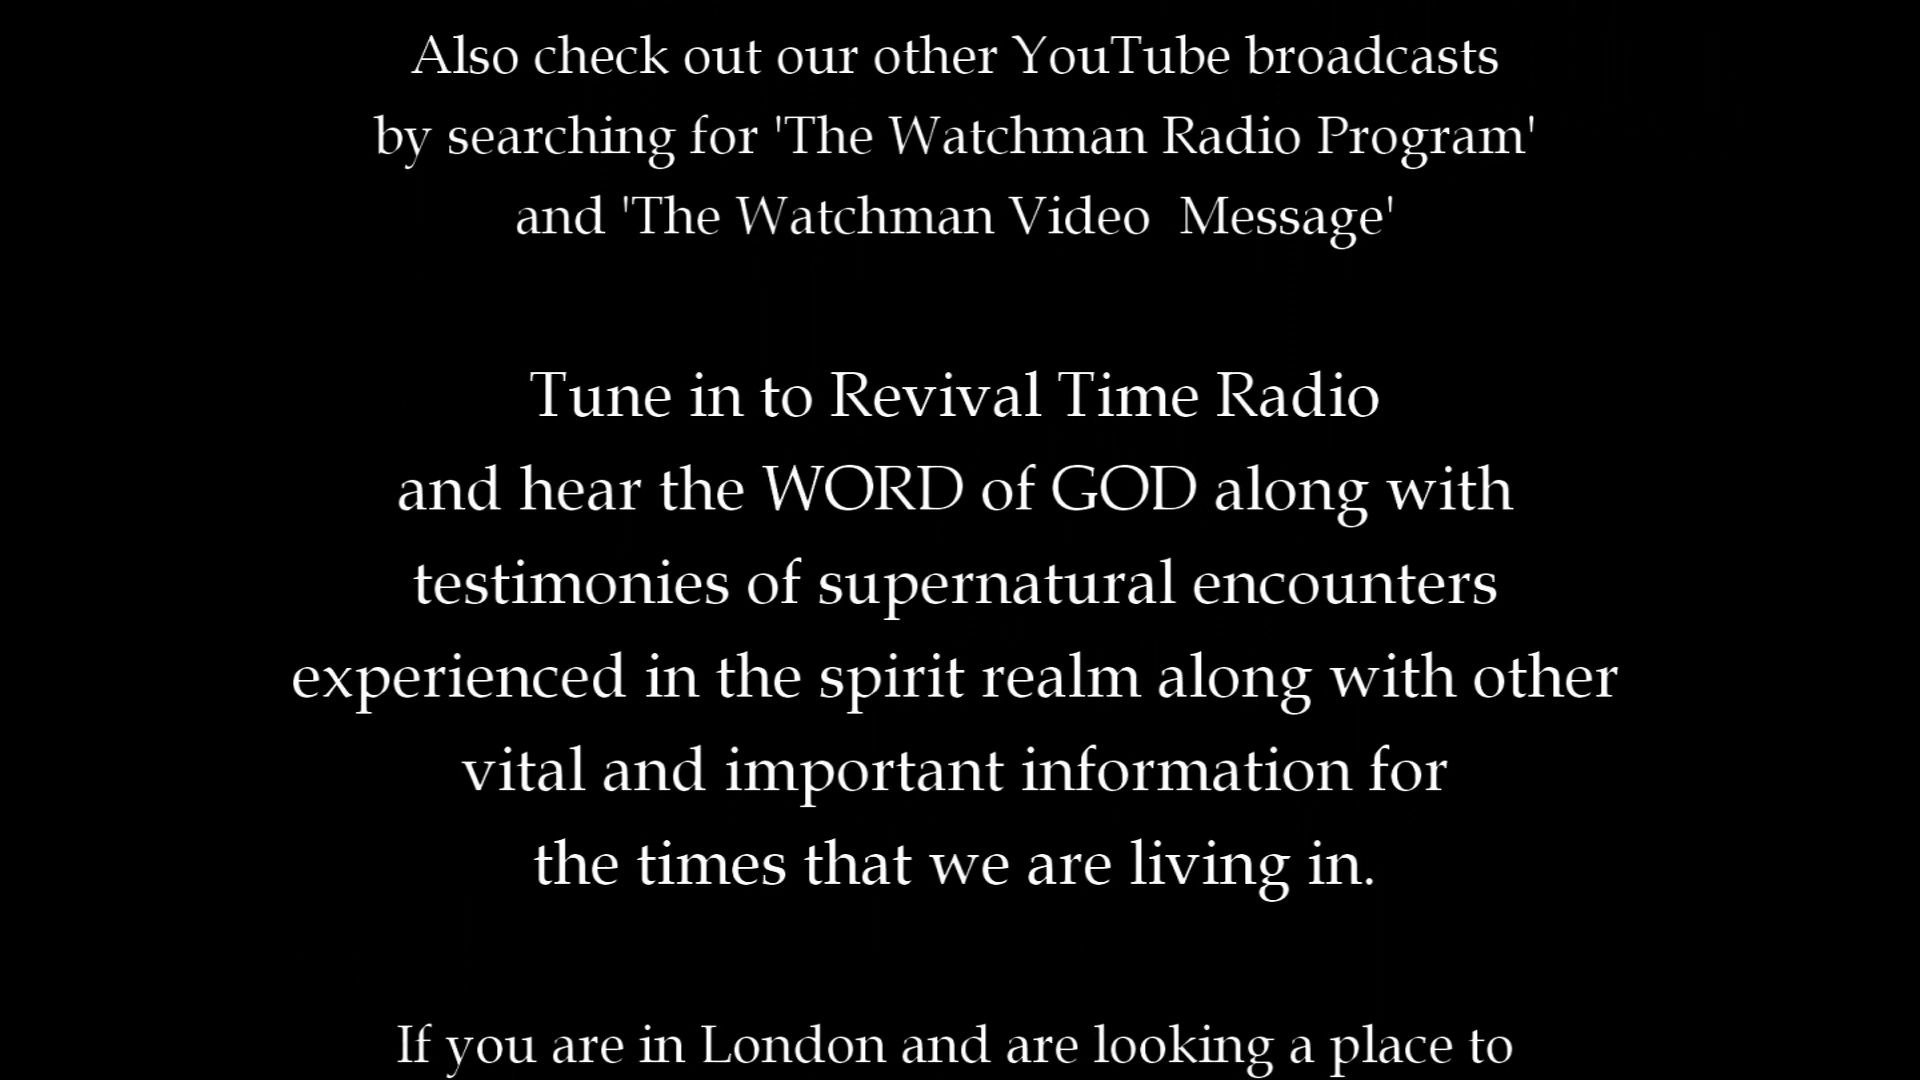 Also check out our other YouTube broadcasts
by searching for 'The Watchman Radio Program'
and 'The Watchman Video  Message'
Tune in to Revival Time Radio
and hear the WORD of GOD along with
testimonies of supernatural encounters
experienced in the spirit realm along with other
vital and important information for
the times that we are living in.
If you are in London and are looking a place to